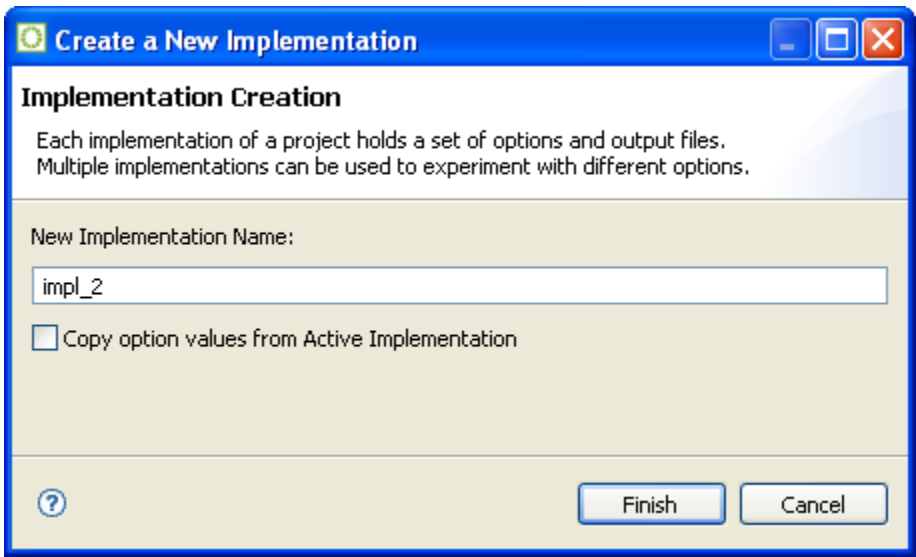 Create a New Implementation
Implementation Creation
Each implementation of a project holds a set of options and output files.
Multiple implementations can be used to experiment with different options.
New Implementation Name:
impl_2
Copy option values from Active Implementation
?
Finish
Cancel